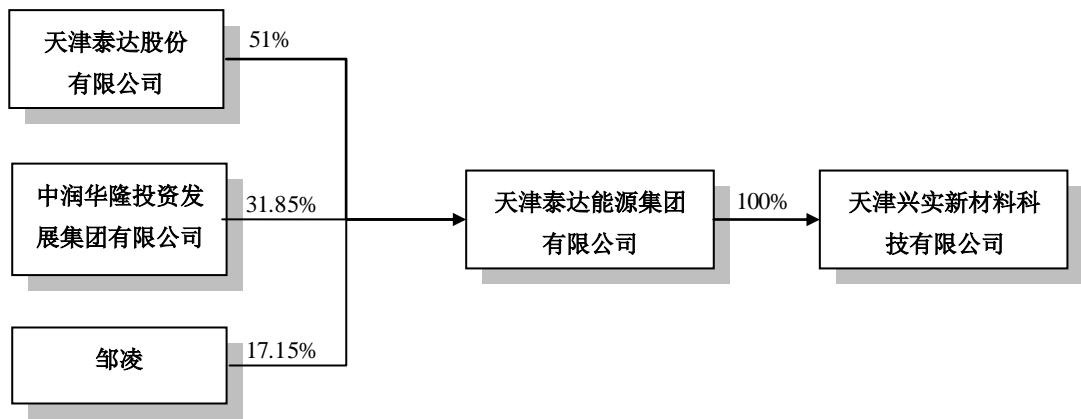 天津泰达股份
有限公司
51%
中润华隆投资发
展集团有限公司
31.85%
邹凌
17.15%
天津泰达能源集团
有限公司
100%
天津兴实新材料科
技有限公司